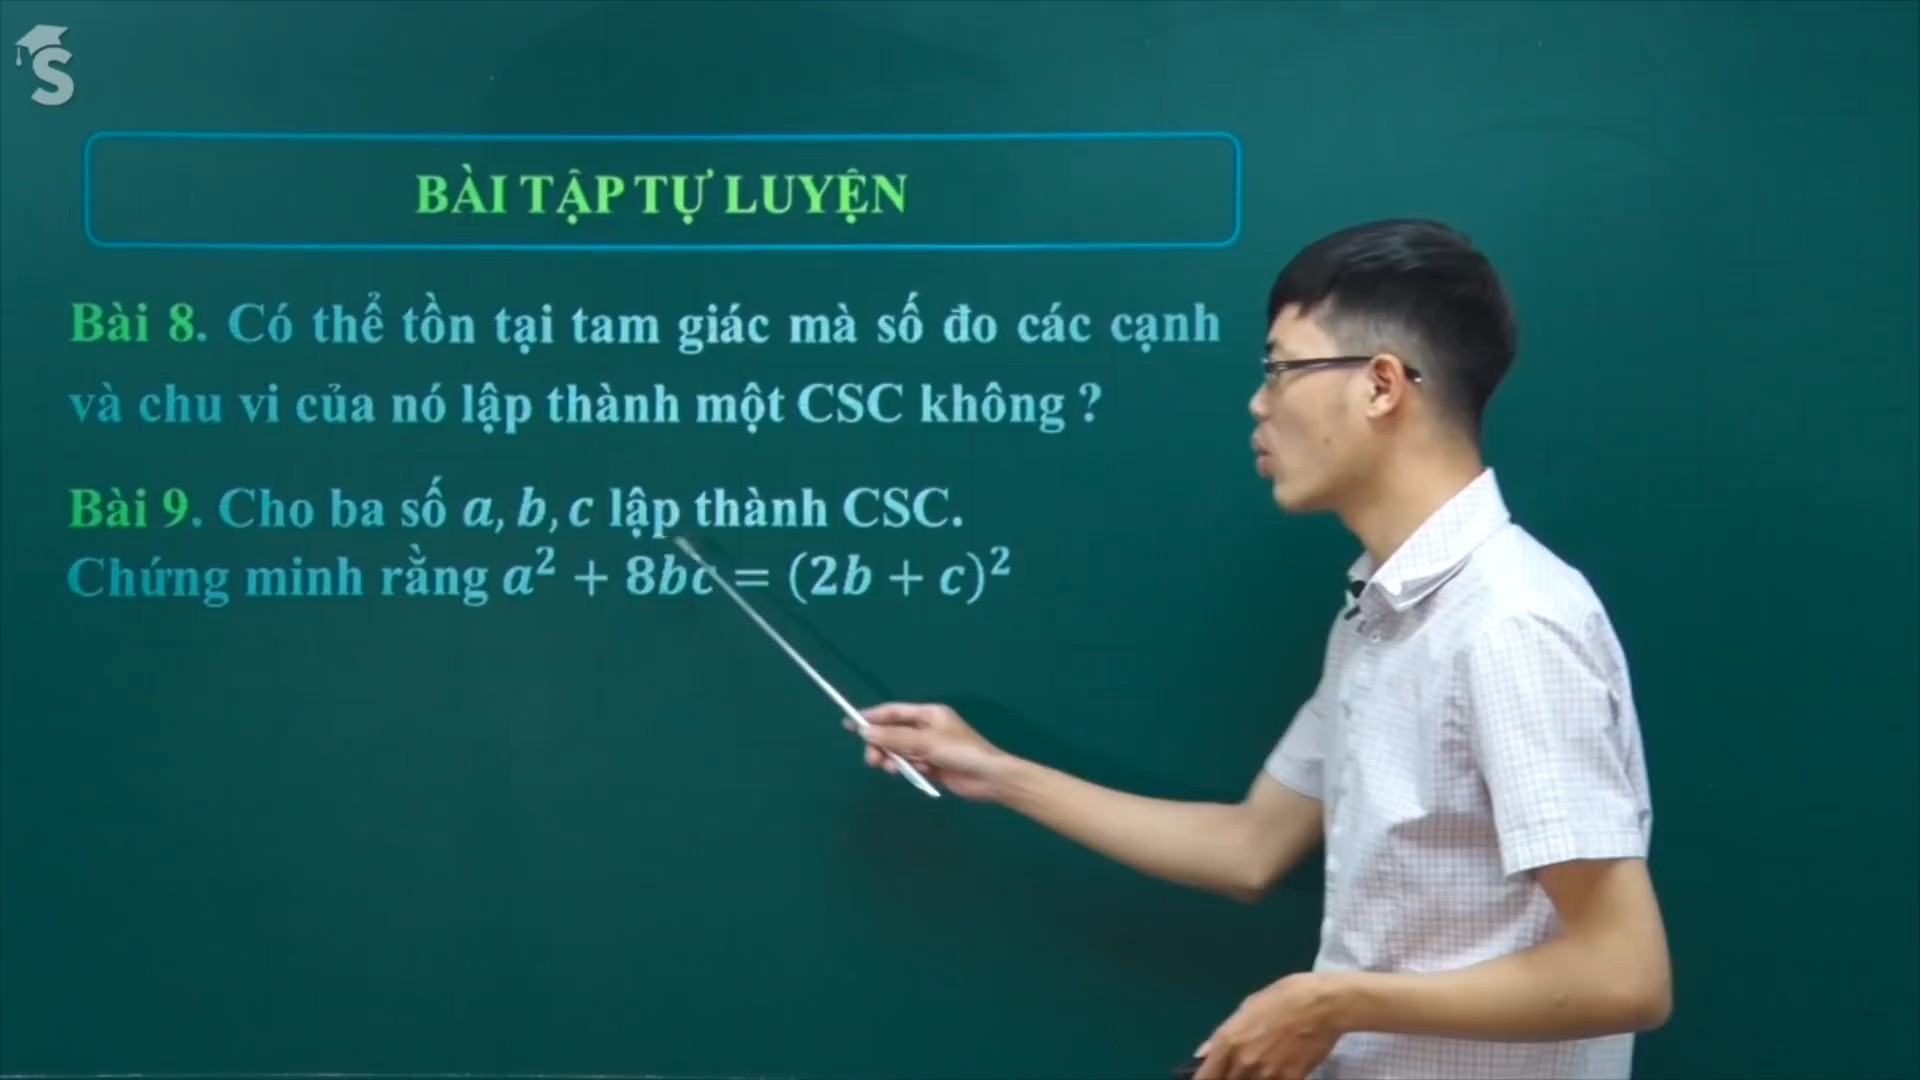 S
BÀI TẬP TỰ LUYỆN
Bài 8. Có thể tồn tại tam giác mà số đo các cạnh
và chu vi của nó lập thành một CSC không ?
Bài 9. Cho ba số a, b, c lập thành CSC.
Chứng minh rằng a² + 8bc = (2b + c)²